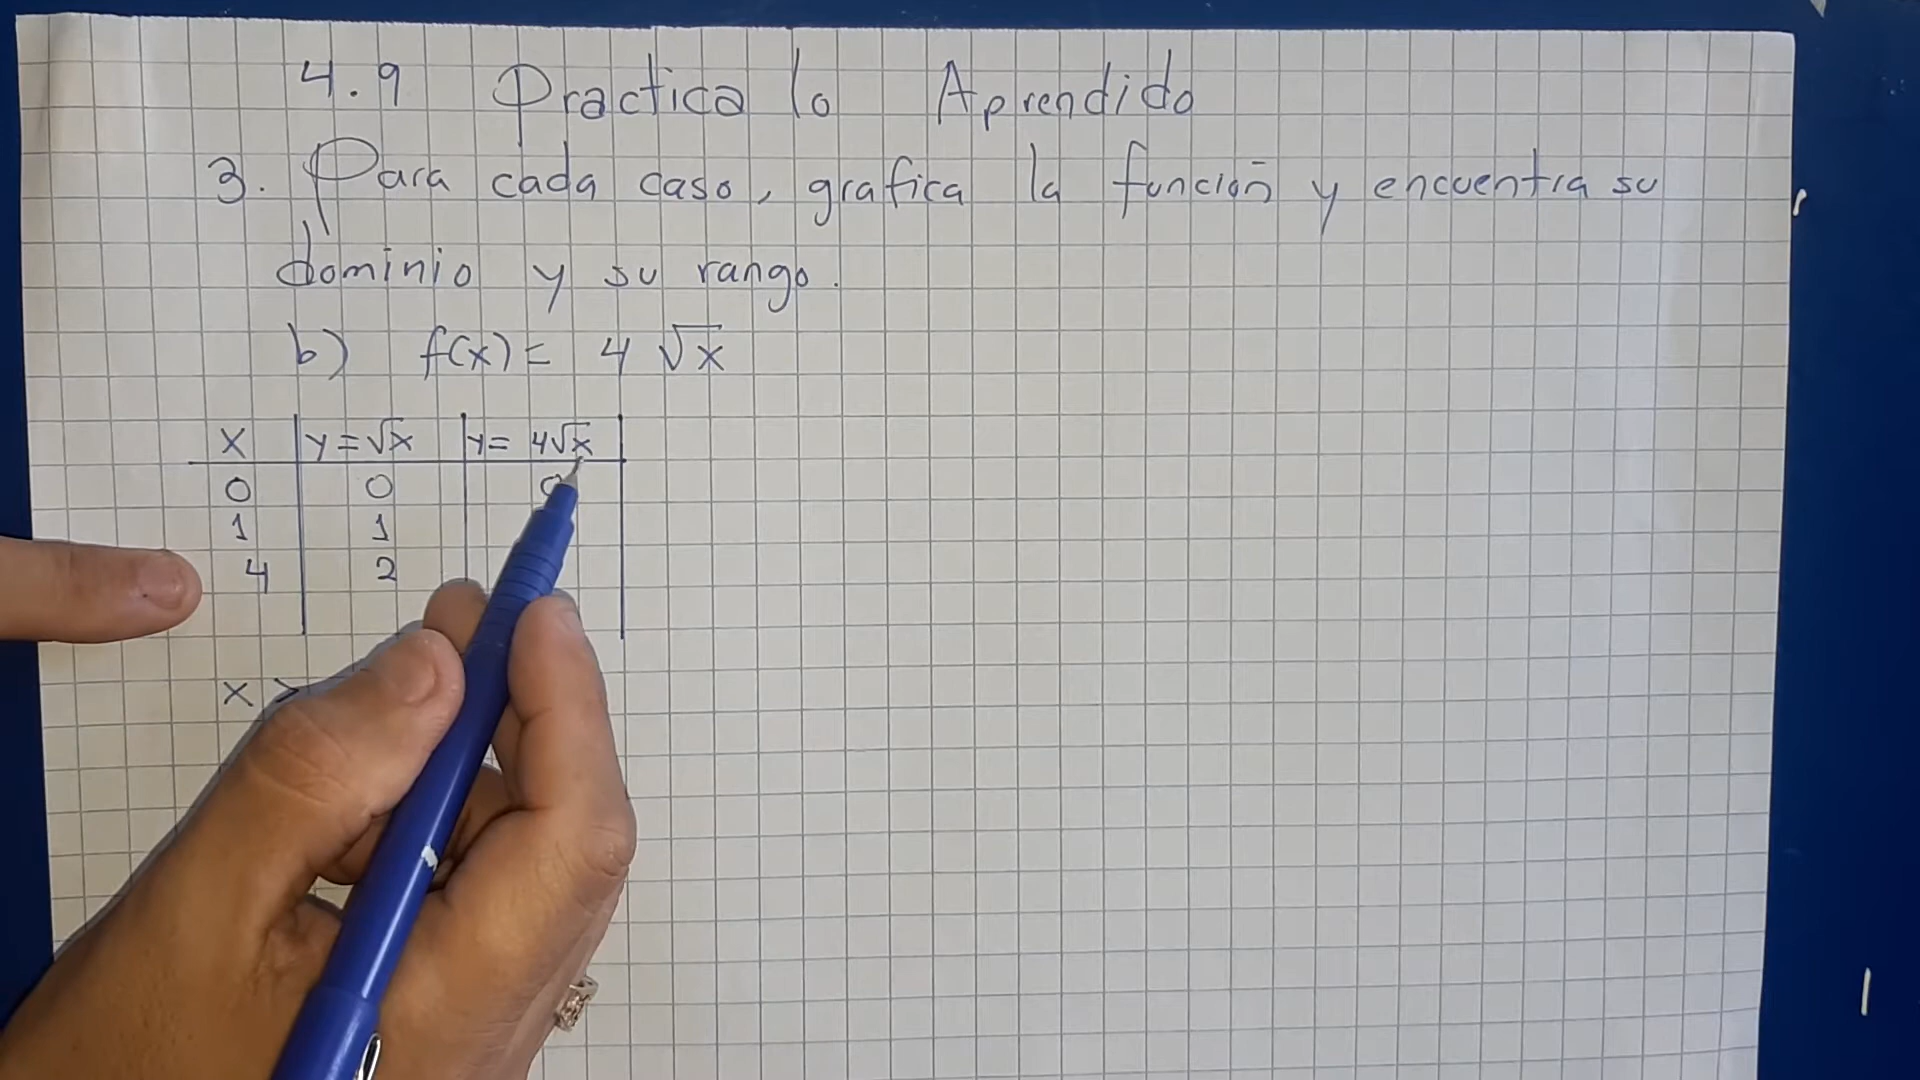 4.9 Practica lo Aprendido
3. Para cada caso, grafica la función y encuentra su
dominio y su rango.
b) f(x) = 4 √x
x | y = √x | y = 4√x
0 | 0 | 0
1 | 1
4 | 2
x >